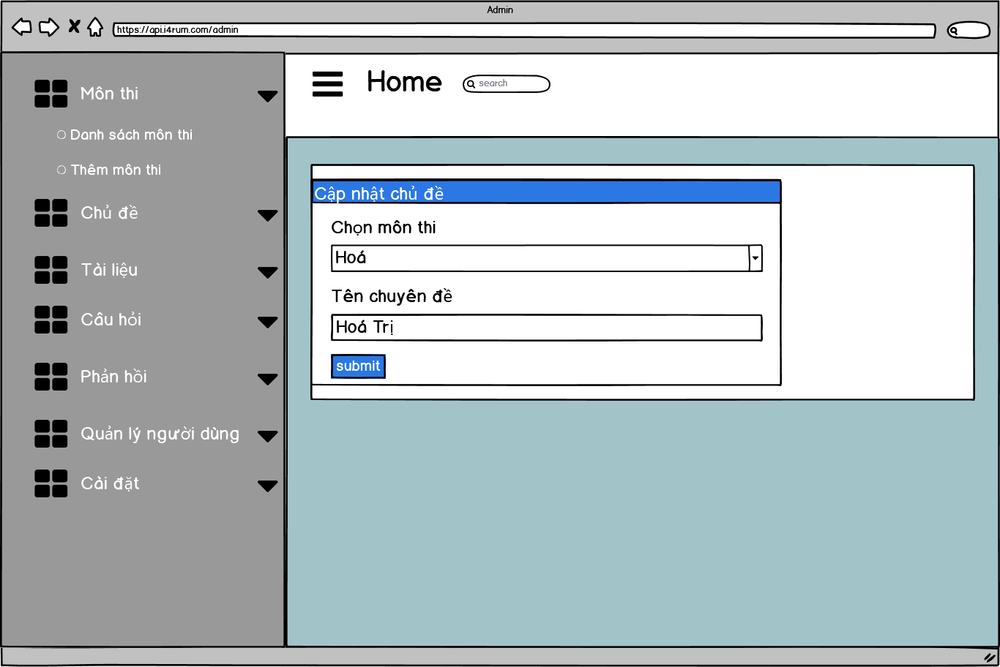 Admin
https://api.i4rum.com/admin
Home
search
Môn thi
Danh sách môn thi
Thêm môn thi
Chủ đề
Tài liệu
Câu hỏi
Phản hồi
Quản lý người dùng
Cài đặt
Cập nhật chủ đề
Chọn môn thi
Hoá
Tên chuyên đề
Hoá Trị
submit